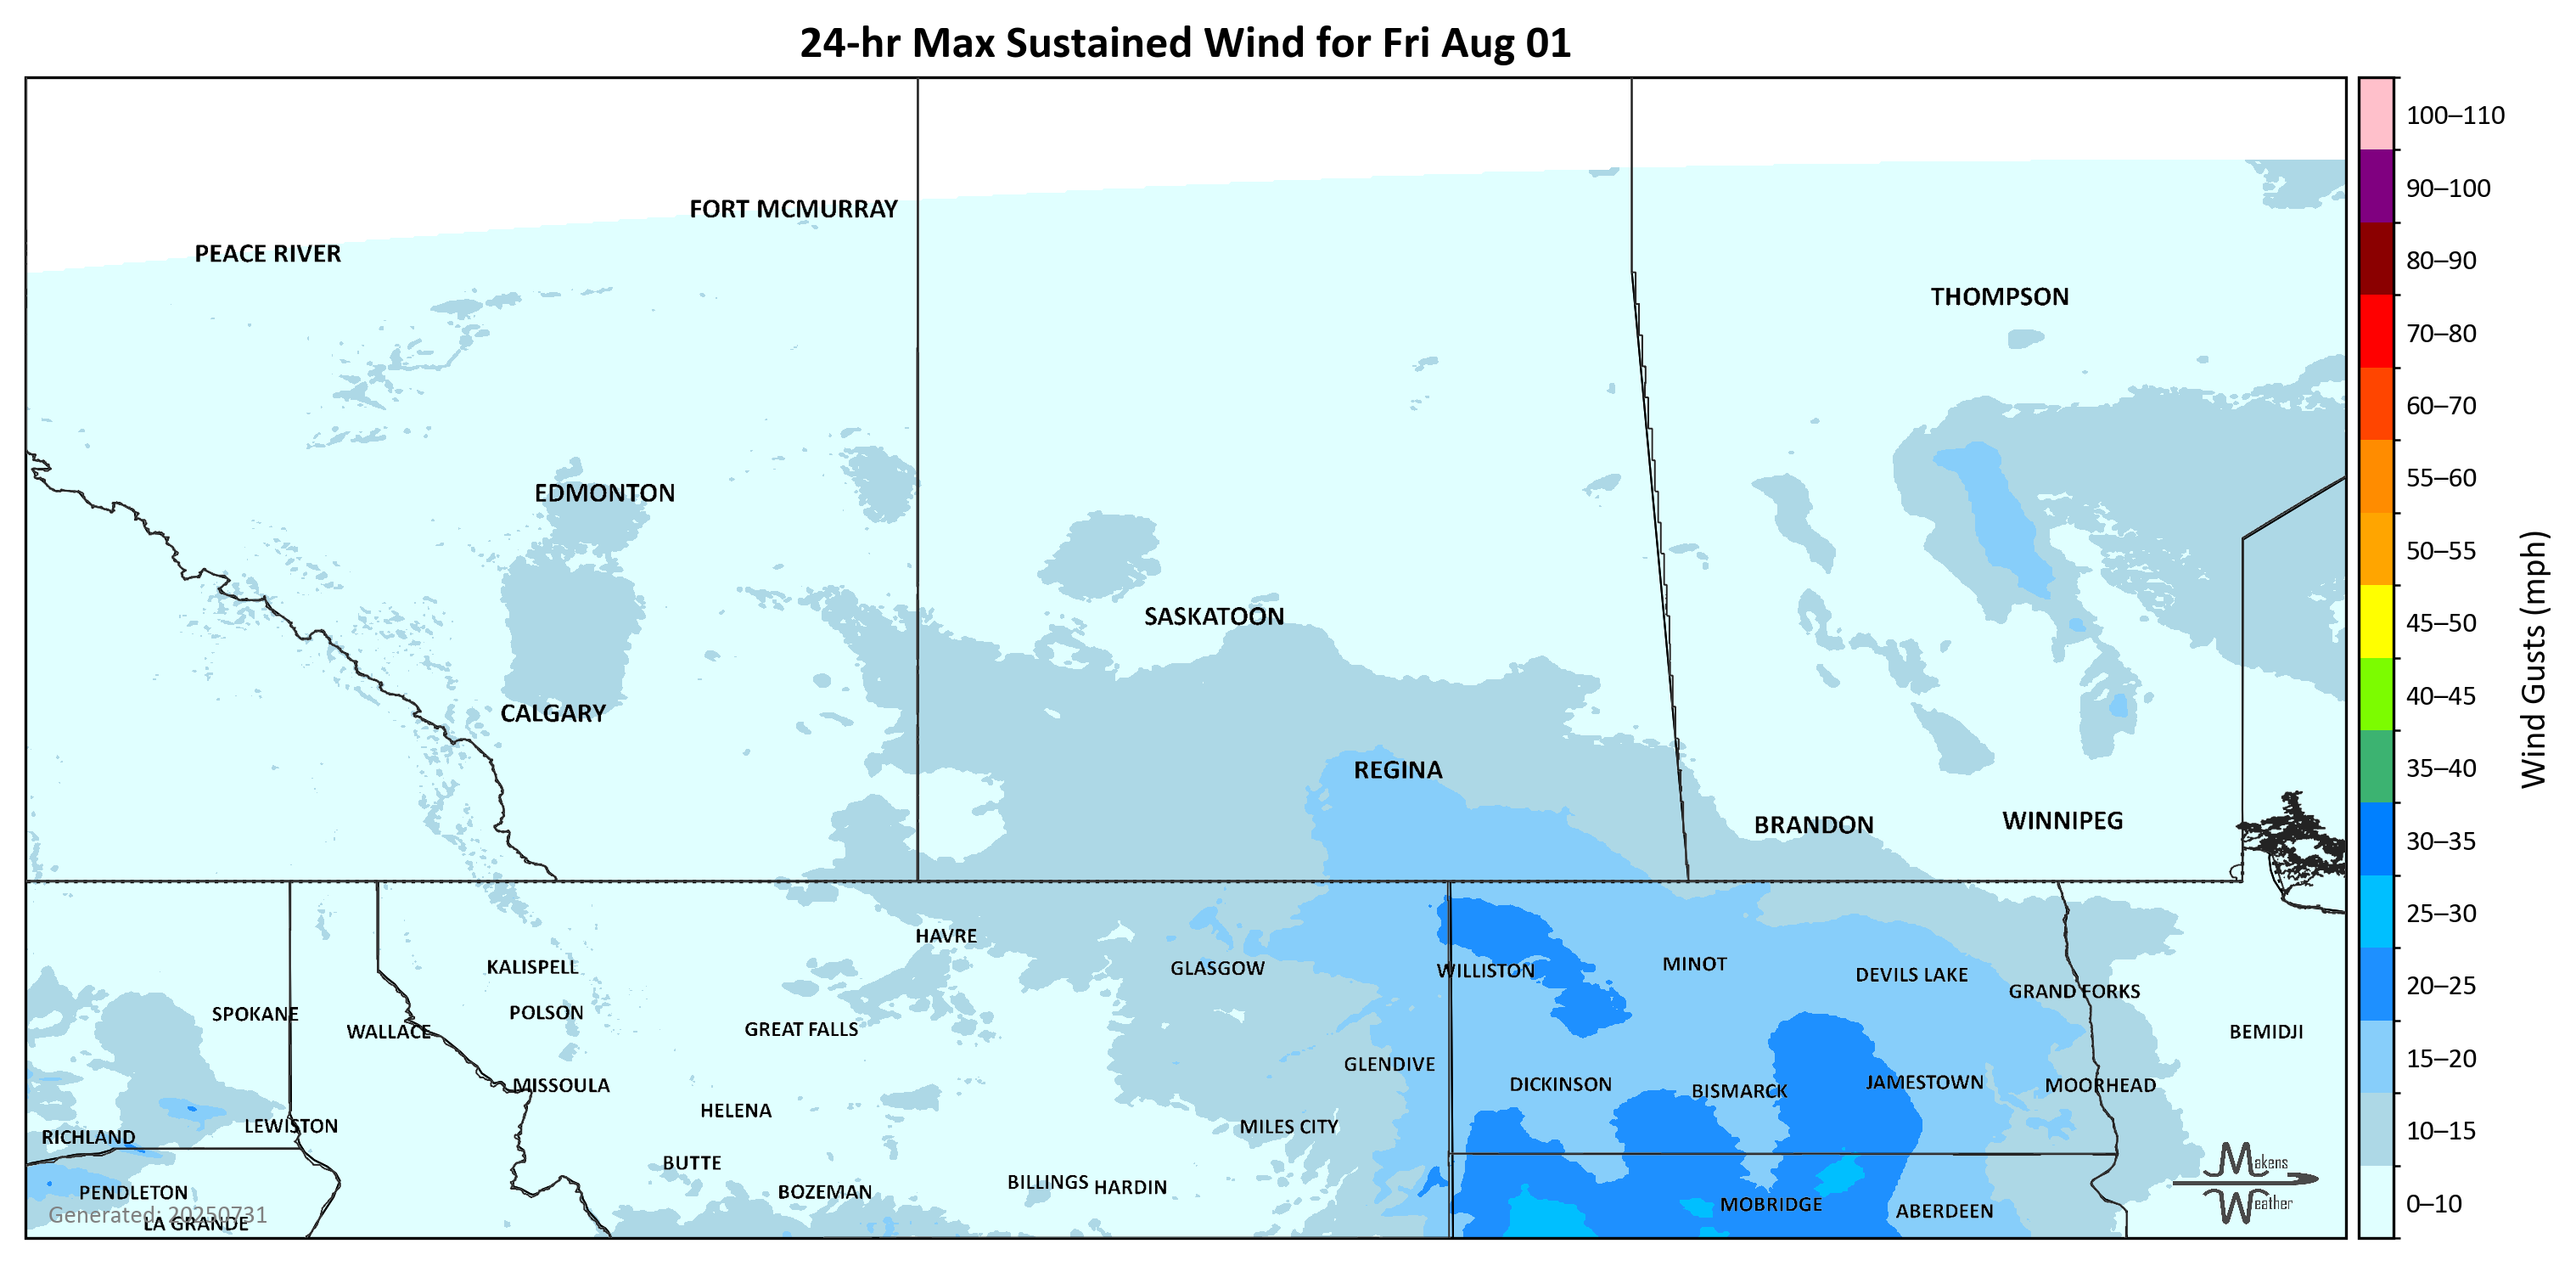 24-hr Max Sustained Wind for Fri Aug 01
100–110
90–100
FORT MCMURRAY
PEACE RIVER
80–90
THOMPSON
70–80
60–70
55–60
EDMONTON
50–55
SASKATOON
45–50
Wind Gusts (mph)
40–45
CALGARY
REGINA
35–40
WINNIPEG
BRANDON
30–35
25–30
HAVRE
MINOT
KALISPELL
GLASGOW
WILLISTON
DEVILS LAKE
20–25
GRAND FORKS
POLSON
SPOKANE
GREAT FALLS
WALLACE
BEMIDJI
15–20
GLENDIVE
JAMESTOWN
DICKINSON
MISSOULA
MOORHEAD
BISMARCK
HELENA
LEWISTON
MILES CITY
10–15
RICHLAND
BUTTE
Makens
Weather
BILLINGS
HARDIN
PENDLETON
BOZEMAN
MOBRIDGE
0–10
ABERDEEN
Generated: 20250731
LA GRANDE